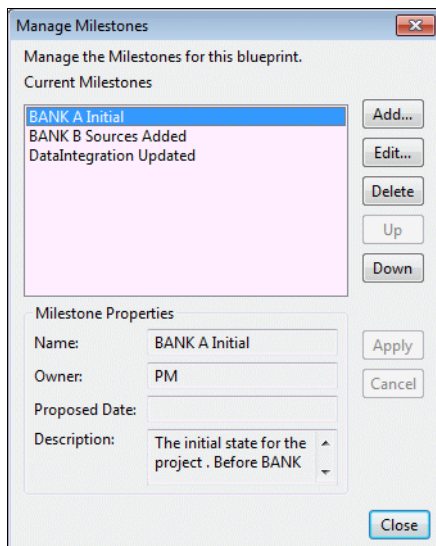 Manage Milestones
Manage the Milestones for this blueprint.
Current Milestones
BANK A Initial
BANK B Sources Added
DataIntegration Updated
Add...
Edit...
Delete
Up
Down
Milestone Properties
Name: BANK A Initial
Owner: PM
Proposed Date:
Description: The initial state for the
project . Before BANK
Apply
Cancel
Close